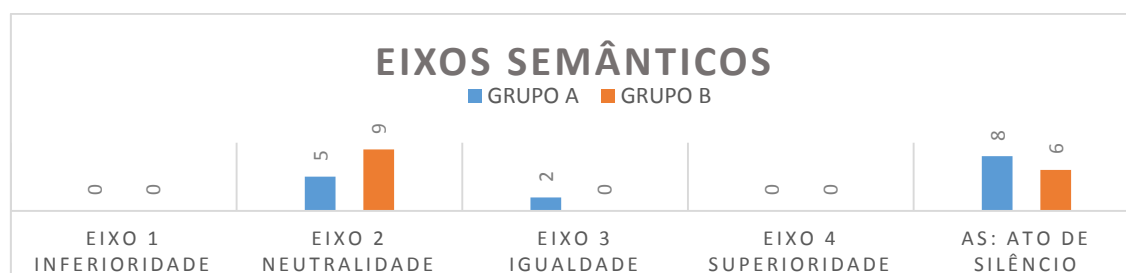 EIXOS SEMÂNTICOS
GRUPO A GRUPO B
0 0 5 9 2 0 0 0 8 6
EIXO 1 EIXO 2 EIXO 3 EIXO 4 AS: ATO DE
INFERIORIDADE NEUTRALIDADE IGUALDADE SUPERIORIDADE SILÊNCIO